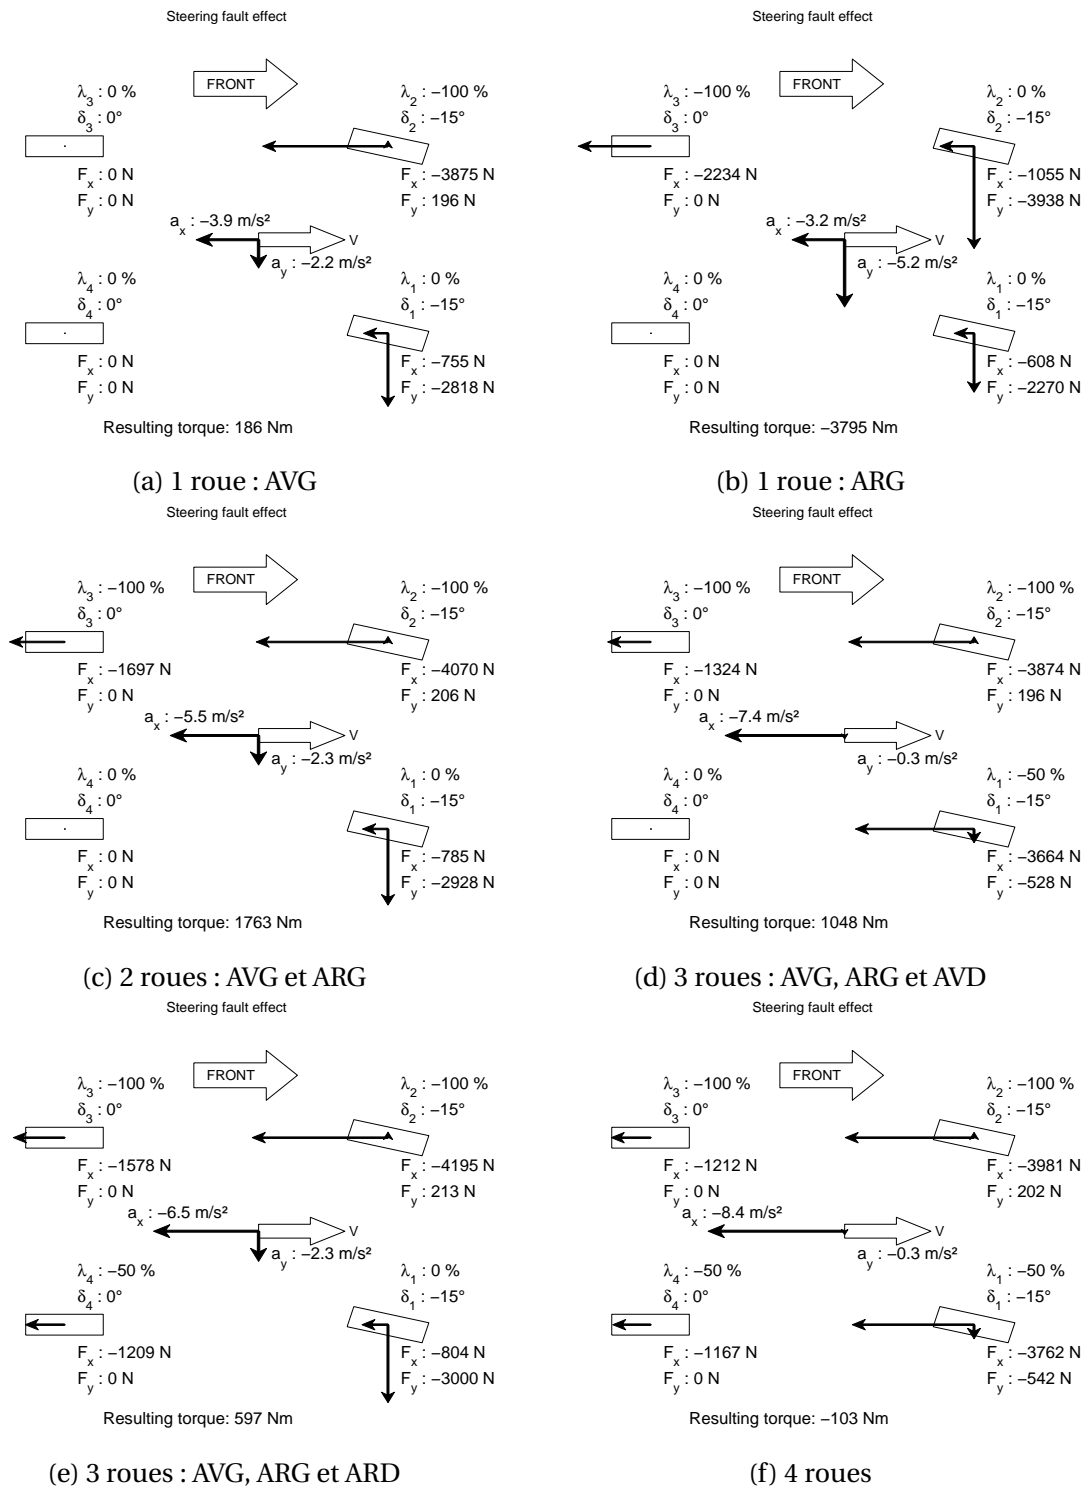 Steering fault effect
FRONT
λ3 : 0 %
δ3 : 0°
λ2 : −100 %
δ2 : −15°
Fx : 0 N
Fy : 0 N
Fx : −3875 N
Fy : 196 N
ax : −3.9 m/s²
V
ay : −2.2 m/s²
λ4 : 0 %
δ4 : 0°
λ1 : 0 %
δ1 : −15°
Fx : 0 N
Fy : 0 N
Fx : −755 N
Fy : −2818 N
Resulting torque: 186 Nm
(a) 1 roue : AVG
Steering fault effect
FRONT
λ3 : −100 %
δ3 : 0°
λ2 : 0 %
δ2 : −15°
Fx : −2234 N
Fy : 0 N
Fx : −1055 N
Fy : −3938 N
ax : −3.2 m/s²
V
ay : −5.2 m/s²
λ4 : 0 %
δ4 : 0°
λ1 : 0 %
δ1 : −15°
Fx : 0 N
Fy : 0 N
Fx : −608 N
Fy : −2270 N
Resulting torque: −3795 Nm
(b) 1 roue : ARG
Steering fault effect
FRONT
λ3 : −100 %
δ3 : 0°
λ2 : −100 %
δ2 : −15°
Fx : −1697 N
Fy : 0 N
Fx : −4070 N
Fy : 206 N
ax : −5.5 m/s²
V
ay : −2.3 m/s²
λ4 : 0 %
δ4 : 0°
λ1 : 0 %
δ1 : −15°
Fx : 0 N
Fy : 0 N
Fx : −785 N
Fy : −2928 N
Resulting torque: 1763 Nm
(c) 2 roues : AVG et ARG
Steering fault effect
FRONT
λ3 : −100 %
δ3 : 0°
λ2 : −100 %
δ2 : −15°
Fx : −1324 N
Fy : 0 N
Fx : −3874 N
Fy : 196 N
ax : −7.4 m/s²
V
ay : −0.3 m/s²
λ4 : 0 %
δ4 : 0°
λ1 : −50 %
δ1 : −15°
Fx : 0 N
Fy : 0 N
Fx : −3664 N
Fy : −528 N
Resulting torque: 1048 Nm
(d) 3 roues : AVG, ARG et AVD
Steering fault effect
FRONT
λ3 : −100 %
δ3 : 0°
λ2 : −100 %
δ2 : −15°
Fx : −1578 N
Fy : 0 N
Fx : −4195 N
Fy : 213 N
ax : −6.5 m/s²
V
ay : −2.3 m/s²
λ4 : −50 %
δ4 : 0°
λ1 : 0 %
δ1 : −15°
Fx : −1209 N
Fy : 0 N
Fx : −804 N
Fy : −3000 N
Resulting torque: 597 Nm
(e) 3 roues : AVG, ARG et ARD
Steering fault effect
FRONT
λ3 : −100 %
δ3 : 0°
λ2 : −100 %
δ2 : −15°
Fx : −1212 N
Fy : 0 N
Fx : −3981 N
Fy : 202 N
ax : −8.4 m/s²
V
ay : −0.3 m/s²
λ4 : −50 %
δ4 : 0°
λ1 : −50 %
δ1 : −15°
Fx : −1167 N
Fy : 0 N
Fx : −3762 N
Fy : −542 N
Resulting torque: −103 Nm
(f) 4 roues